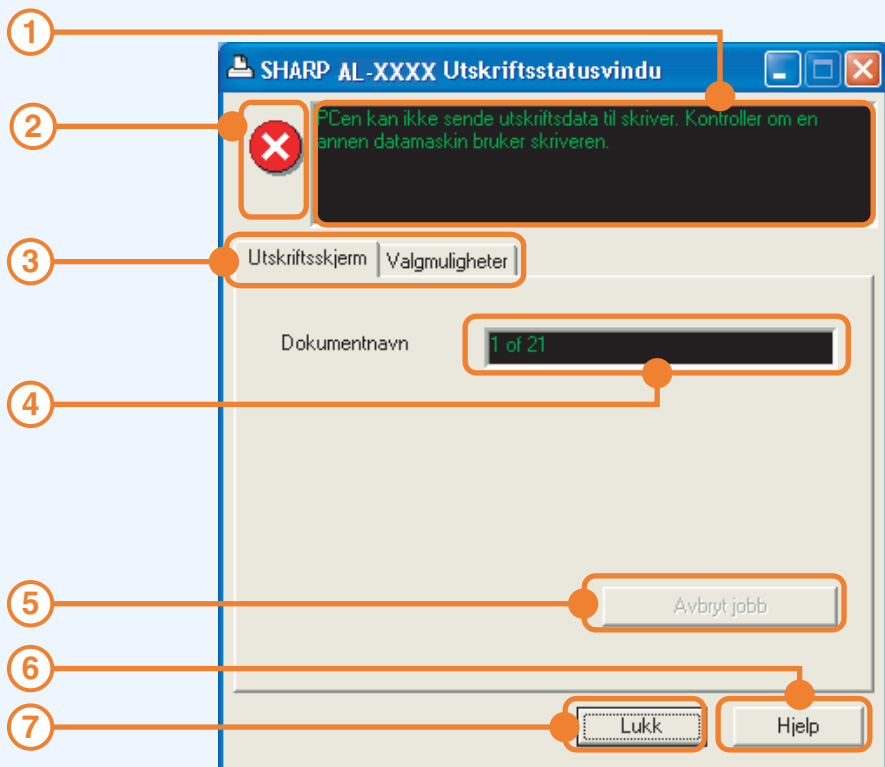 1
SHARP AL-XXXX Utskriftsstatusvindu
2
PCen kan ikke sende utskriftsdata til skriver. Kontroller om en
annen datamaskin bruker skriveren.
3
Utskriftsskjerm Valgmuligheter
Dokumentnavn 1 of 21
4
5
Avbryt jobb
6
7
Lukk Hjelp